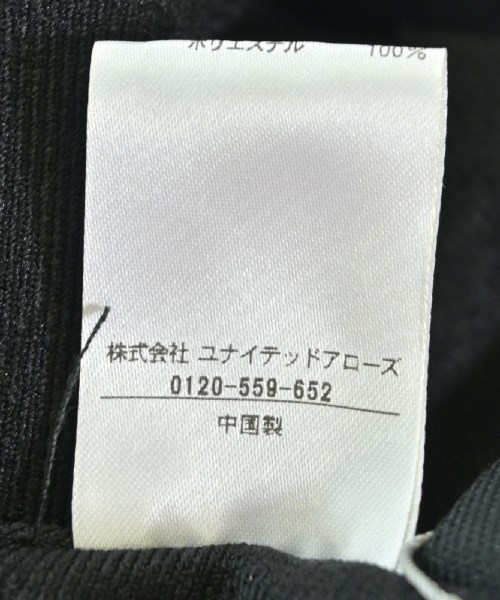 ポリエステル 100%
株式会社 ユナイテッドアローズ
0120-559-652
中国製